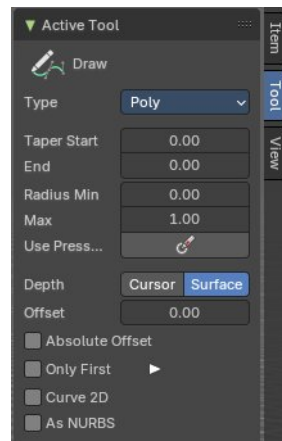 Active Tool
Draw
Type Poly
Taper Start 0.00
End 0.00
Radius Min 0.00
Max 1.00
Use Press...
Depth Cursor Surface
Offset 0.00
Absolute Offset
Only First
Curve 2D
As NURBS
Item
Tool
View